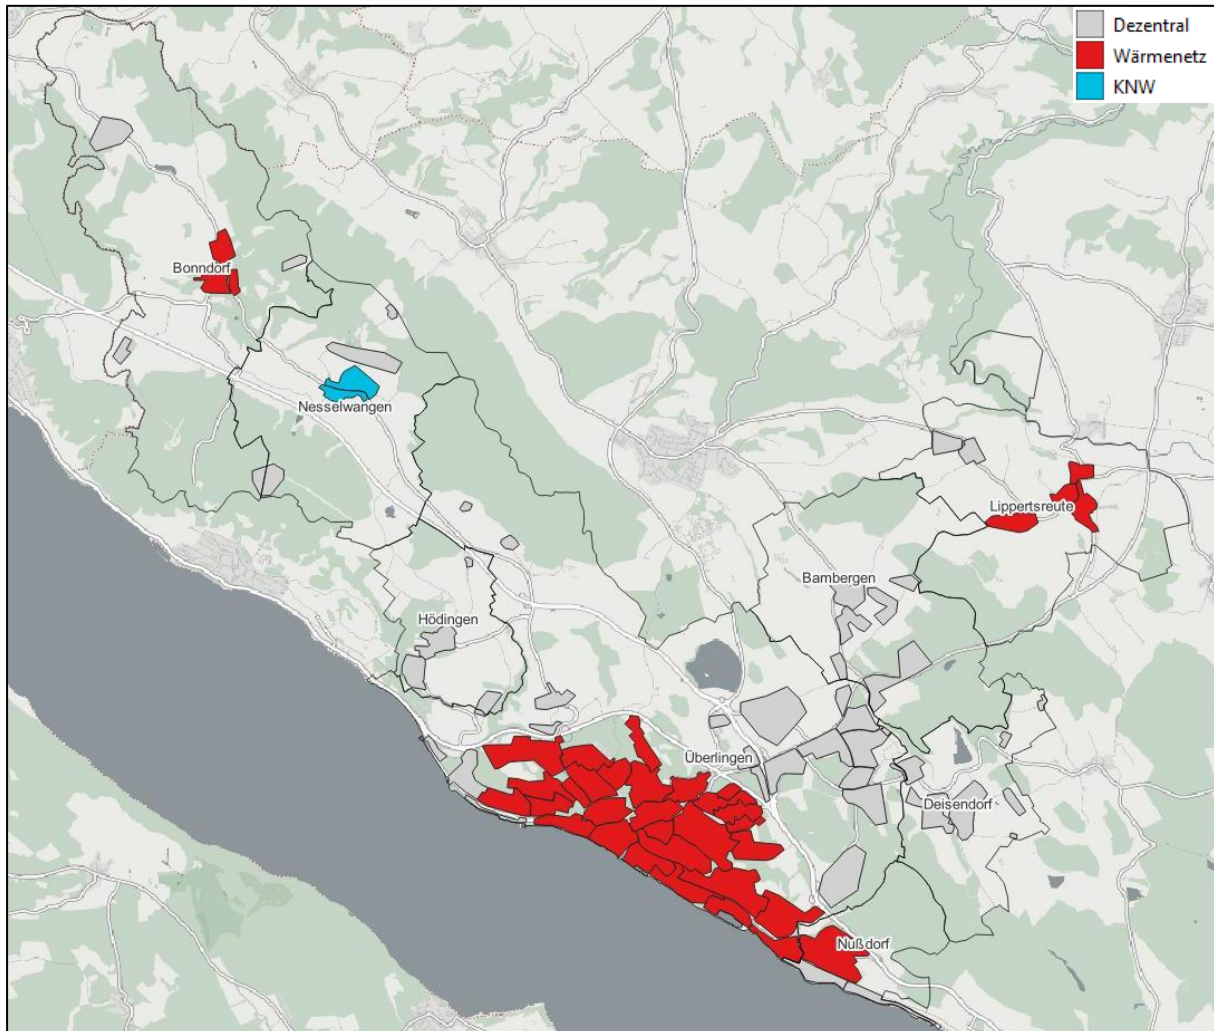 Dezentral
Wärmenetz
KNW
Bonndorf
Nesselwangen
Lippertsreute
Bambergen
Hödingen
Überlingen
Deisendorf
Nußdorf